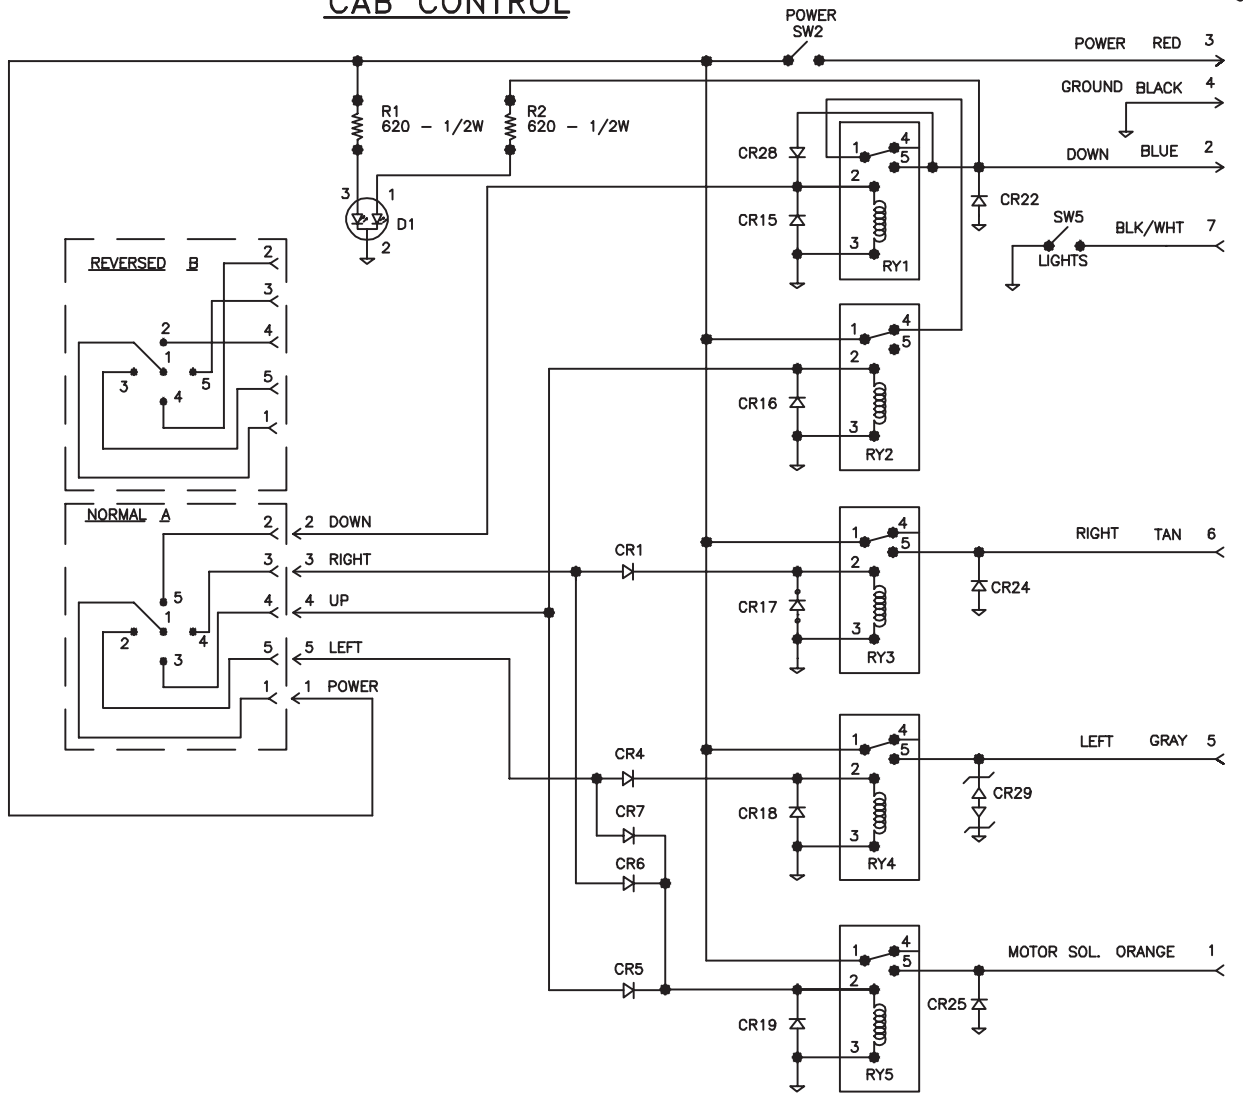 CAB CONTROL
POWER
SW2
POWER RED 3
GROUND BLACK 4
R1
620 - 1/2W
R2
620 - 1/2W
CR28
1
4
5
2
DOWN BLUE 2
CR22
3 1
D1
2
CR15
3
RY1
SW5
LIGHTS
BLK/WHT 7
REVERSED B
2
3
4
5
1
2
1
3
5
4
1
4
5
2
CR16
3
RY2
NORMAL A
2 2 DOWN
3 3 RIGHT
4 4 UP
5 5 LEFT
1 1 POWER
5
1
2
4
3
CR1
1
4
5
2
CR17
3
RY3
RIGHT TAN 6
CR24
CR4
CR7
CR6
CR5
1
4
5
2
CR18
3
RY4
LEFT GRAY 5
CR29
1
4
5
2
CR19
3
RY5
MOTOR SOL. ORANGE 1
CR25